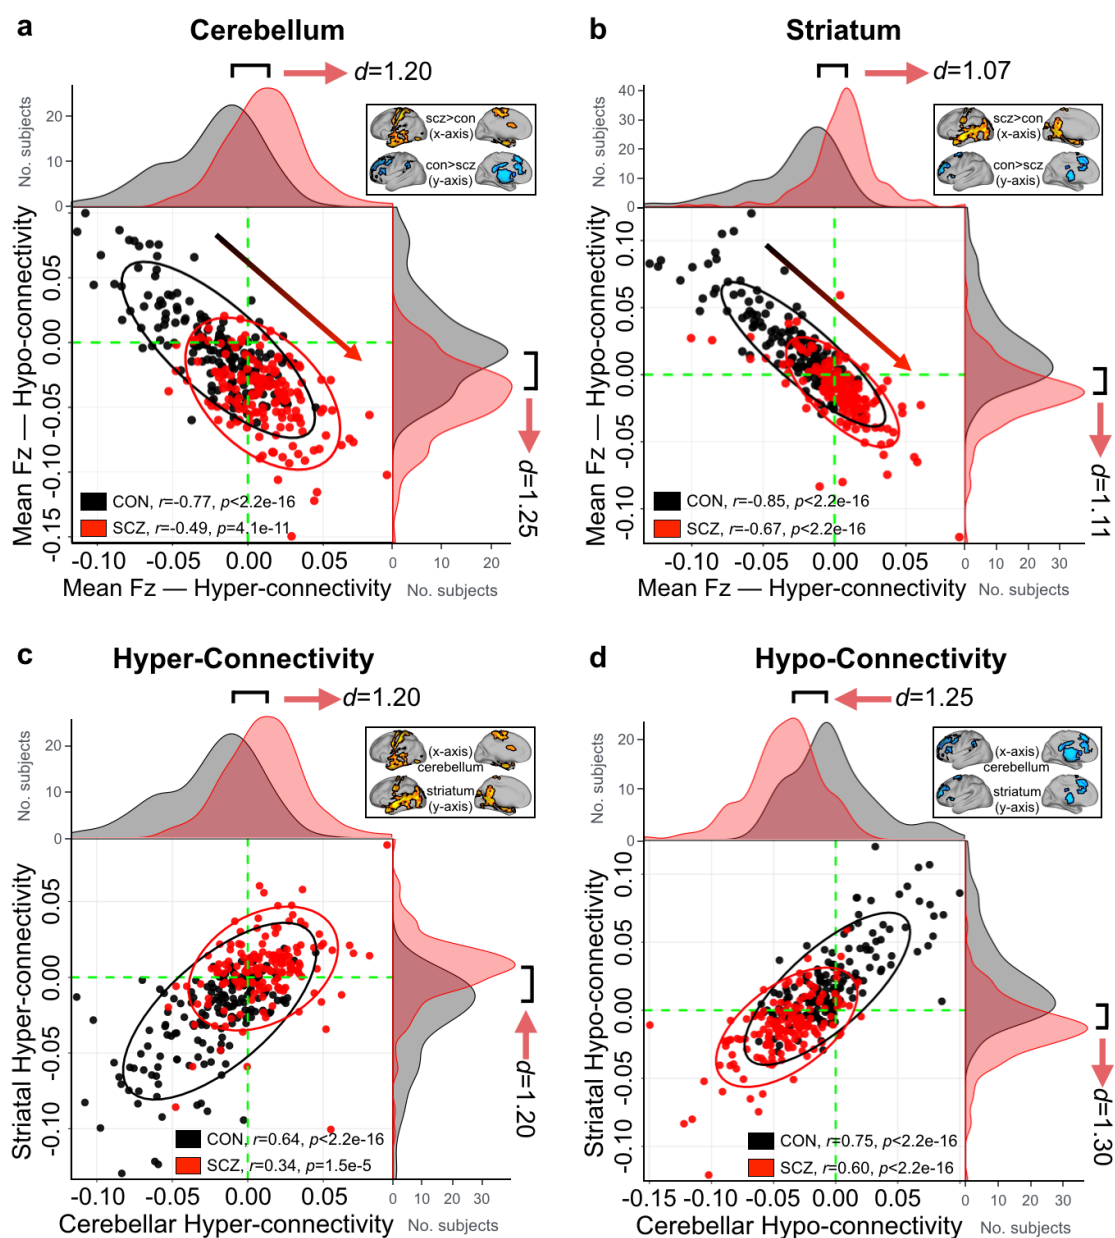 a
Cerebellum
d=1.20
No. subjects
20
10
0
scz>con
(x-axis)
con>scz
(y-axis)
Mean Fz — Hypo-connectivity
0.05
0.00
-0.05
-0.10
-0.15
d=1.25
CON, r=-0.77, p<2.2e-16
SCZ, r=-0.49, p=4.1e-11
-0.10
-0.05
0.00
0.05
0
10
20
Mean Fz — Hyper-connectivity
No. subjects
b
Striatum
d=1.07
No. subjects
40
30
20
10
0
scz>con
(x-axis)
con>scz
(y-axis)
Mean Fz — Hypo-connectivity
0.10
0.05
0.00
-0.05
-0.10
d=1.11
CON, r=-0.85, p<2.2e-16
SCZ, r=-0.67, p<2.2e-16
-0.10
-0.05
0.00
0.05
0
10
20
30
Mean Fz — Hyper-connectivity
No. subjects
c
Hyper-Connectivity
d=1.20
No. subjects
20
10
0
(x-axis)
cerebellum
striatum
(y-axis)
Striatal Hyper-connectivity
0.05
0.00
-0.05
-0.10
d=1.20
CON, r=0.64, p<2.2e-16
SCZ, r=0.34, p=1.5e-5
-0.10
-0.05
0.00
0.05
0
10
20
30
Cerebellar Hyper-connectivity
No. subjects
d
Hypo-Connectivity
d=1.25
No. subjects
20
10
0
(x-axis)
cerebellum
striatum
(y-axis)
Striatal Hypo-connectivity
0.10
0.05
0.00
-0.05
-0.10
d=1.30
CON, r=0.75, p<2.2e-16
SCZ, r=0.60, p<2.2e-16
-0.15
-0.10
-0.05
0.00
0.05
0
10
20
30
Cerebellar Hypo-connectivity
No. subjects